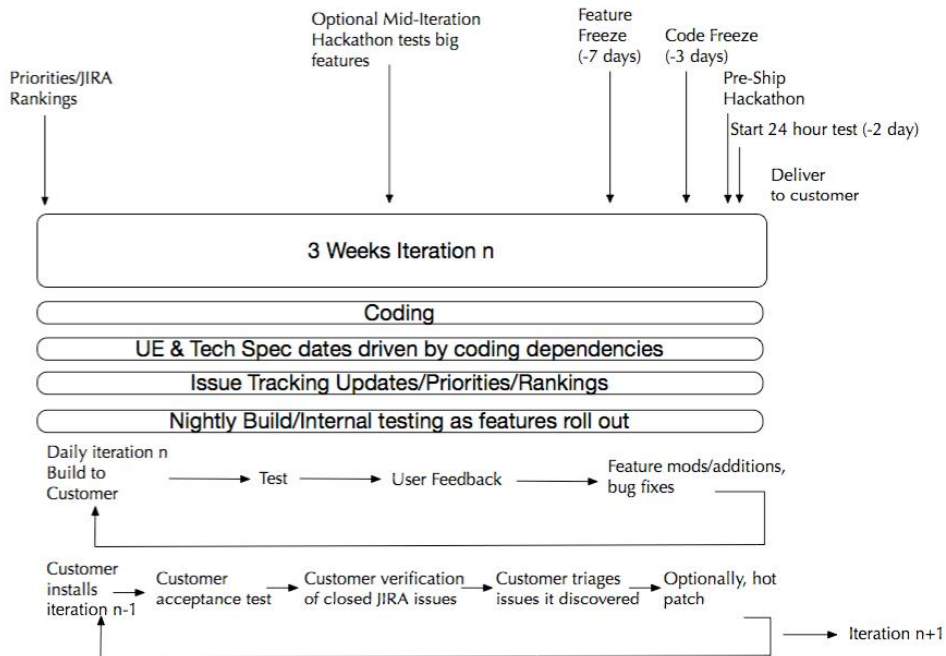 Priorities/JIRA
Rankings
Optional Mid-Iteration
Hackathon tests big
features
Feature
Freeze
(-7 days)
Code Freeze
(-3 days)
Pre-Ship
Hackathon
Start 24 hour test (-2 day)
Deliver
to customer
3 Weeks Iteration n
Coding
UE & Tech Spec dates driven by coding dependencies
Issue Tracking Updates/Priorities/Rankings
Nightly Build/Internal testing as features roll out
Daily iteration n
Build to
Customer
Test
User Feedback
Feature mods/additions,
bug fixes
Customer
installs
iteration n-1
Customer
acceptance test
Customer verification
of closed JIRA issues
Customer triages
issues it discovered
Optionally, hot
patch
Iteration n+1